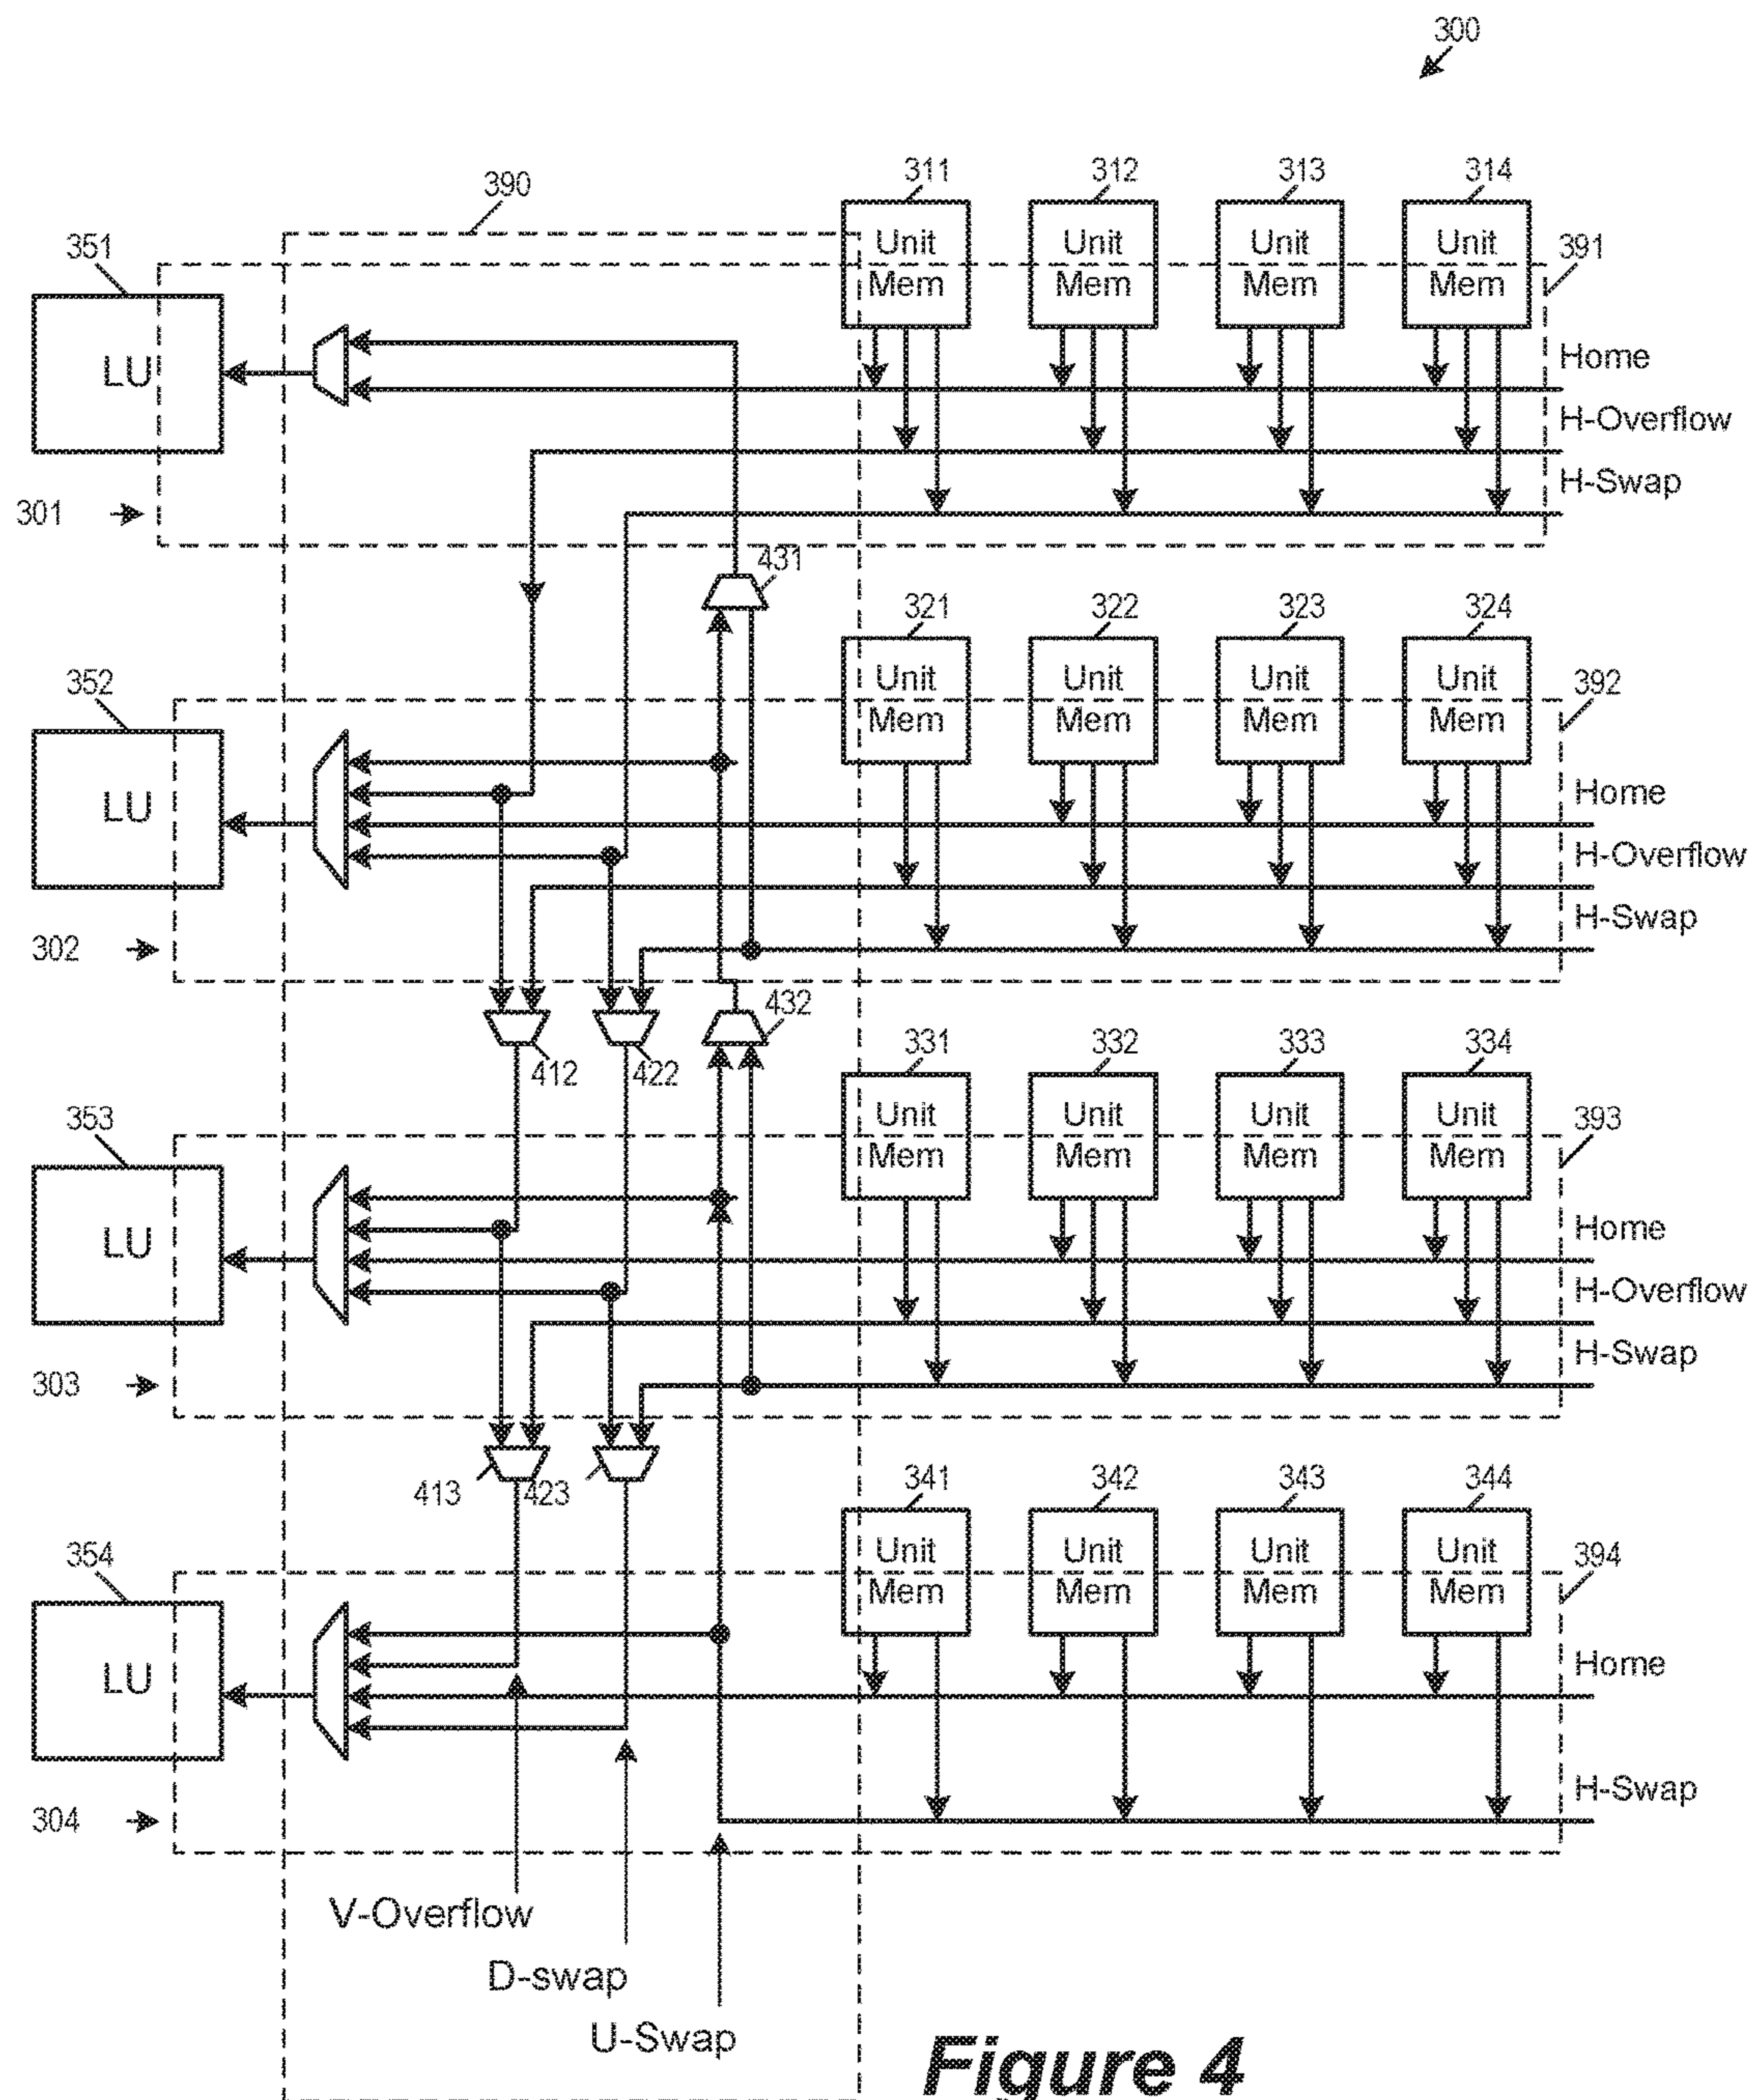 300
311 312 313 314
390
351
391
Unit Mem Unit Mem Unit Mem Unit Mem
LU
Home
H-Overflow
H-Swap
301
431
321 322 323 324
352
392
Unit Mem Unit Mem Unit Mem Unit Mem
LU
Home
H-Overflow
H-Swap
302
432
412 422
331 332 333 334
353
393
Unit Mem Unit Mem Unit Mem Unit Mem
LU
Home
H-Overflow
H-Swap
303
413 423
341 342 343 344
354
394
Unit Mem Unit Mem Unit Mem Unit Mem
LU
Home
H-Swap
304
V-Overflow
D-swap
U-Swap
Figure 4